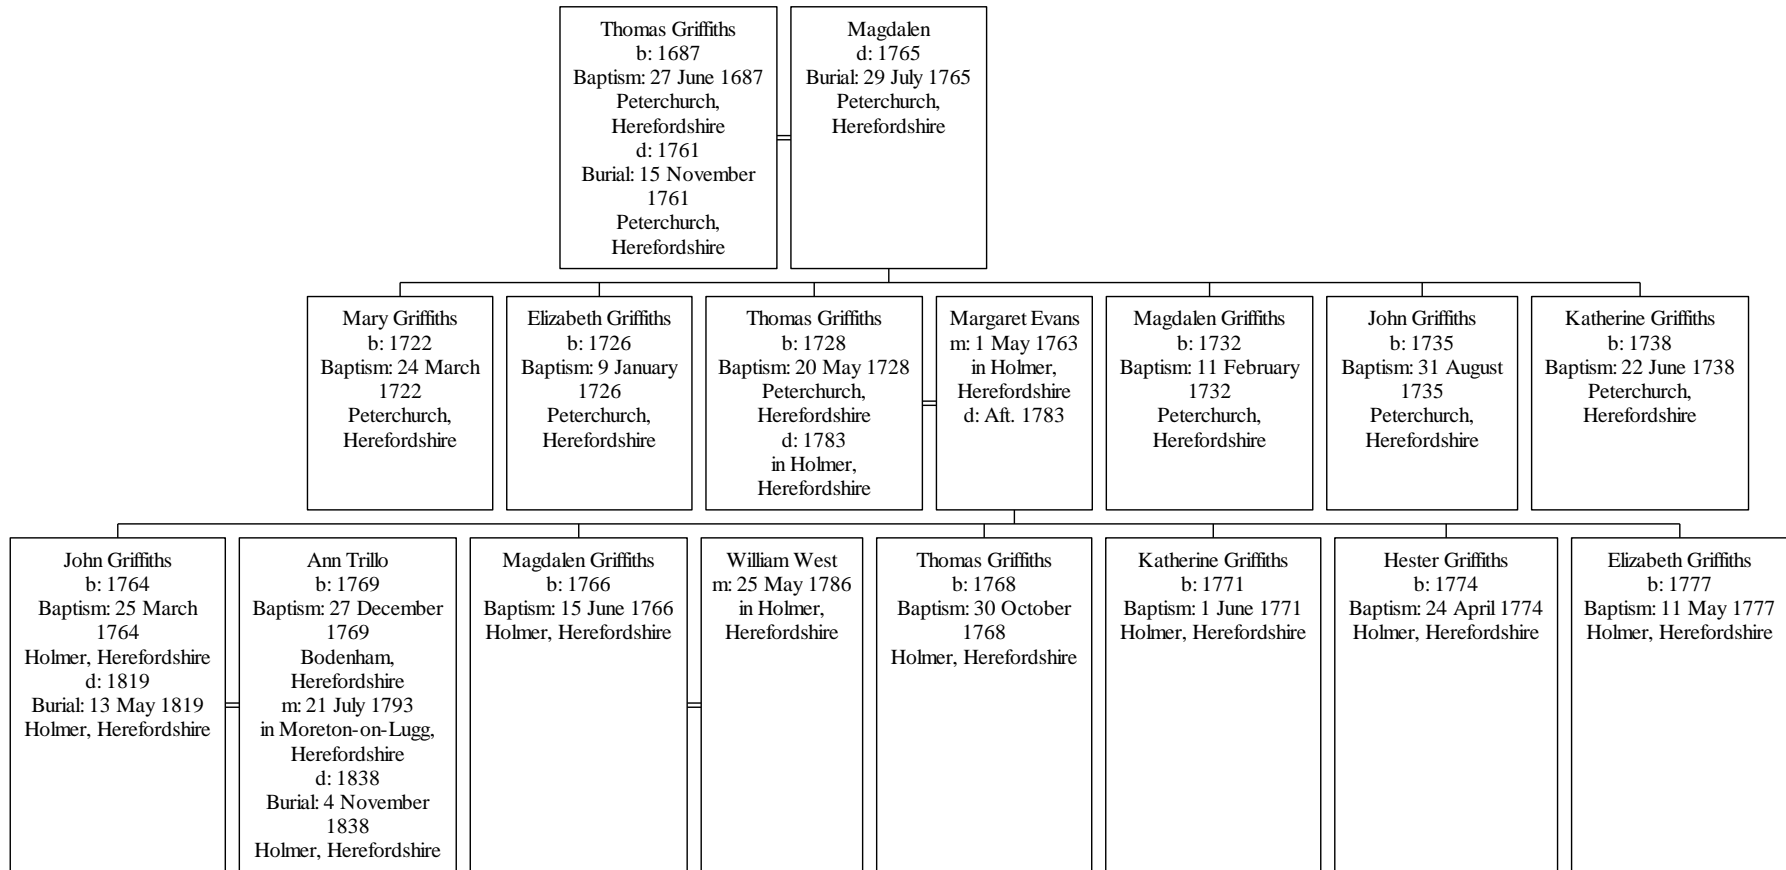 Thomas Griffiths
b: 1687
Baptism: 27 June 1687
Peterchurch,
Herefordshire
d: 1761
Burial: 15 November
1761
Peterchurch,
Herefordshire
Magdalen
d: 1765
Burial: 29 July 1765
Peterchurch,
Herefordshire
Mary Griffiths
b: 1722
Baptism: 24 March
1722
Peterchurch,
Herefordshire
Elizabeth Griffiths
b: 1726
Baptism: 9 January
1726
Peterchurch,
Herefordshire
Thomas Griffiths
b: 1728
Baptism: 20 May 1728
Peterchurch,
Herefordshire
d: 1783
in Holmer,
Herefordshire
Margaret Evans
m: 1 May 1763
in Holmer,
Herefordshire
d: Aft. 1783
Magdalen Griffiths
b: 1732
Baptism: 11 February
1732
Peterchurch,
Herefordshire
John Griffiths
b: 1735
Baptism: 31 August
1735
Peterchurch,
Herefordshire
Katherine Griffiths
b: 1738
Baptism: 22 June 1738
Peterchurch,
Herefordshire
John Griffiths
b: 1764
Baptism: 25 March
1764
Holmer, Herefordshire
d: 1819
Burial: 13 May 1819
Holmer, Herefordshire
Ann Trillo
b: 1769
Baptism: 27 December
1769
Bodenham,
Herefordshire
m: 21 July 1793
in Moreton-on-Lugg,
Herefordshire
d: 1838
Burial: 4 November
1838
Holmer, Herefordshire
Magdalen Griffiths
b: 1766
Baptism: 15 June 1766
Holmer, Herefordshire
William West
m: 25 May 1786
in Holmer,
Herefordshire
Thomas Griffiths
b: 1768
Baptism: 30 October
1768
Holmer, Herefordshire
Katherine Griffiths
b: 1771
Baptism: 1 June 1771
Holmer, Herefordshire
Hester Griffiths
b: 1774
Baptism: 24 April 1774
Holmer, Herefordshire
Elizabeth Griffiths
b: 1777
Baptism: 11 May 1777
Holmer, Herefordshire